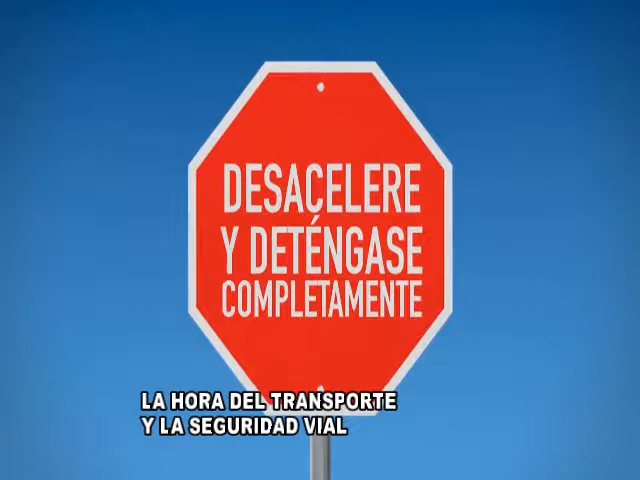 DESACELERE
Y DETÉNGASE
COMPLETAMENTE
LA HORA DEL TRANSPORTE
Y LA SEGURIDAD VIAL